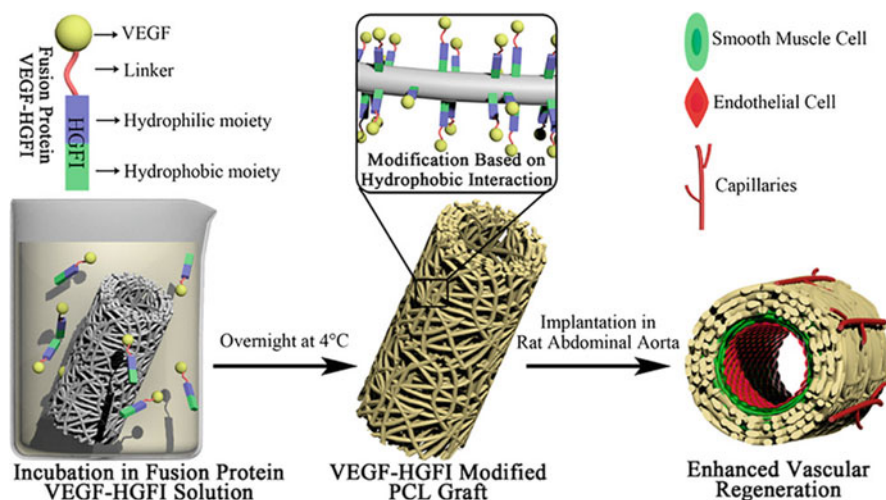 Fusion Protein
VEGF-HGFI
VEGF
Linker
HGFI
Hydrophilic moiety
Hydrophobic moiety
Modification Based on
Hydrophobic Interaction
Smooth Muscle Cell
Endothelial Cell
Capillaries
Overnight at 4°C
Implantation in
Rat Abdominal Aorta
Incubation in Fusion Protein
VEGF-HGFI Solution
VEGF-HGFI Modified
PCL Graft
Enhanced Vascular
Regeneration